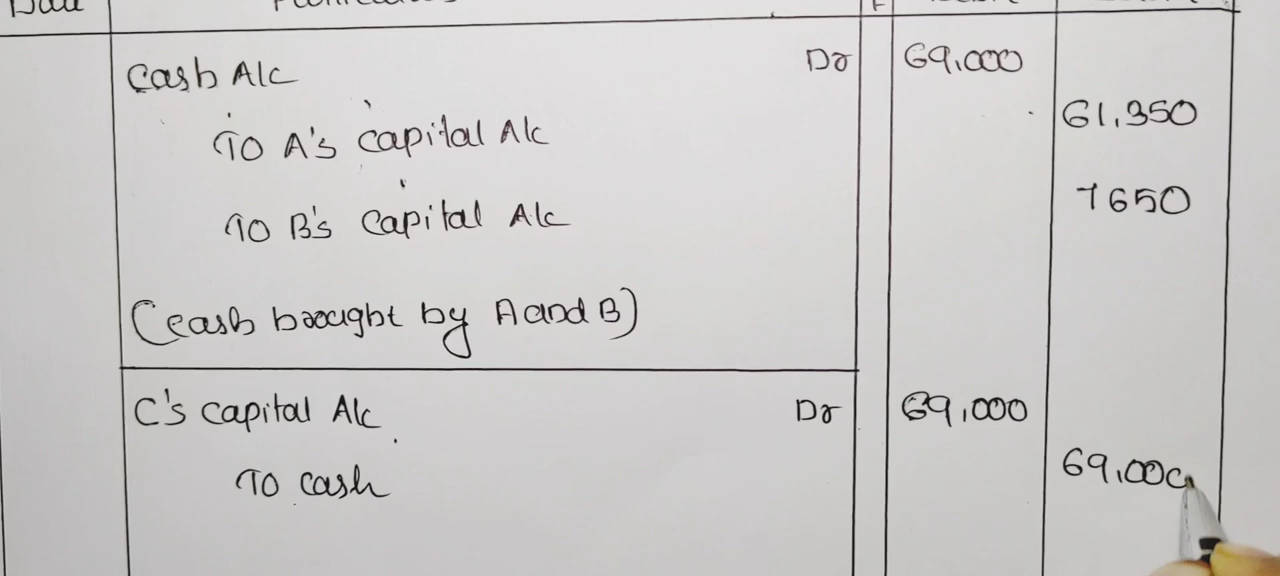 Cash A/c Dr 69,000
To A's capital A/c 61,350
To B's capital A/c 7650
(cash brought by A and B)
C's capital A/c Dr 69,000
To cash 69,000